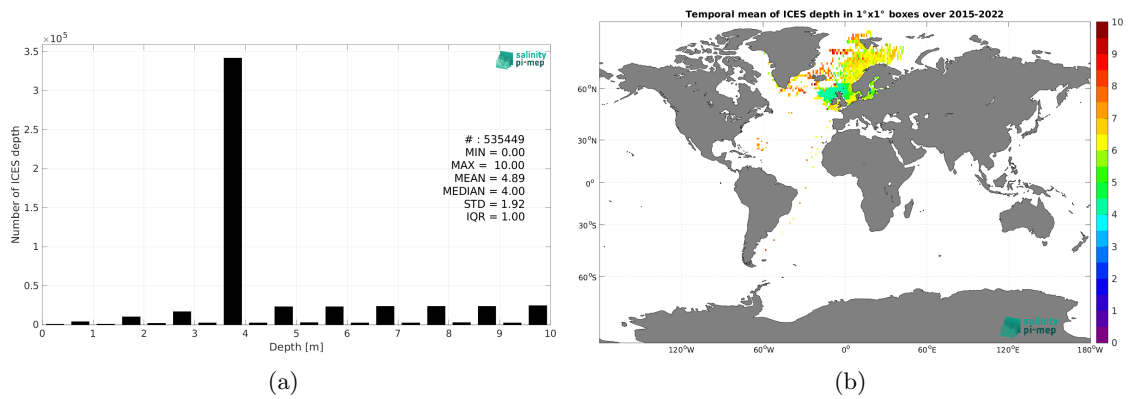 ×10⁵
3.5
3
2.5
2
1.5
1
0.5
0
0 1 2 3 4 5 6 7 8 9 10
Number of ICES depth
Depth [m]
salinity
pi-mep
# : 535449
MIN = 0.00
MAX = 10.00
MEAN = 4.89
MEDIAN = 4.00
STD = 1.92
IQR = 1.00
(a)
Temporal mean of ICES depth in 1°x1° boxes over 2015-2022
60°N
30°N
0°
30°S
60°S
120°W 60°W 0° 60°E 120°E 180°W
salinity
pi-mep
10
9
8
7
6
5
4
3
2
1
0
(b)